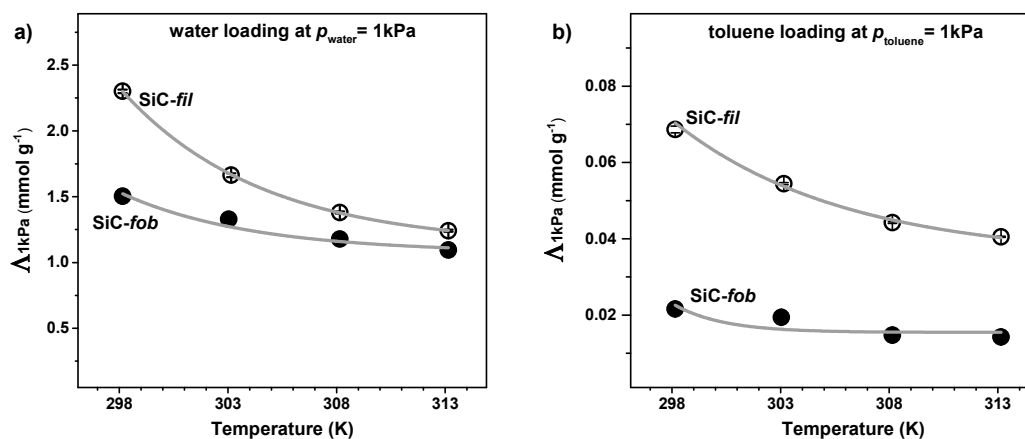 a)
water loading at pwater= 1kPa
2.5
2.0
1.5
1.0
0.5
Λ1kPa (mmol g-1)
SiC-fil
SiC-fob
298
303
308
313
Temperature (K)
b)
toluene loading at ptoluene= 1kPa
0.08
0.06
0.04
0.02
Λ1kPa (mmol g-1)
SiC-fil
SiC-fob
298
303
308
313
Temperature (K)